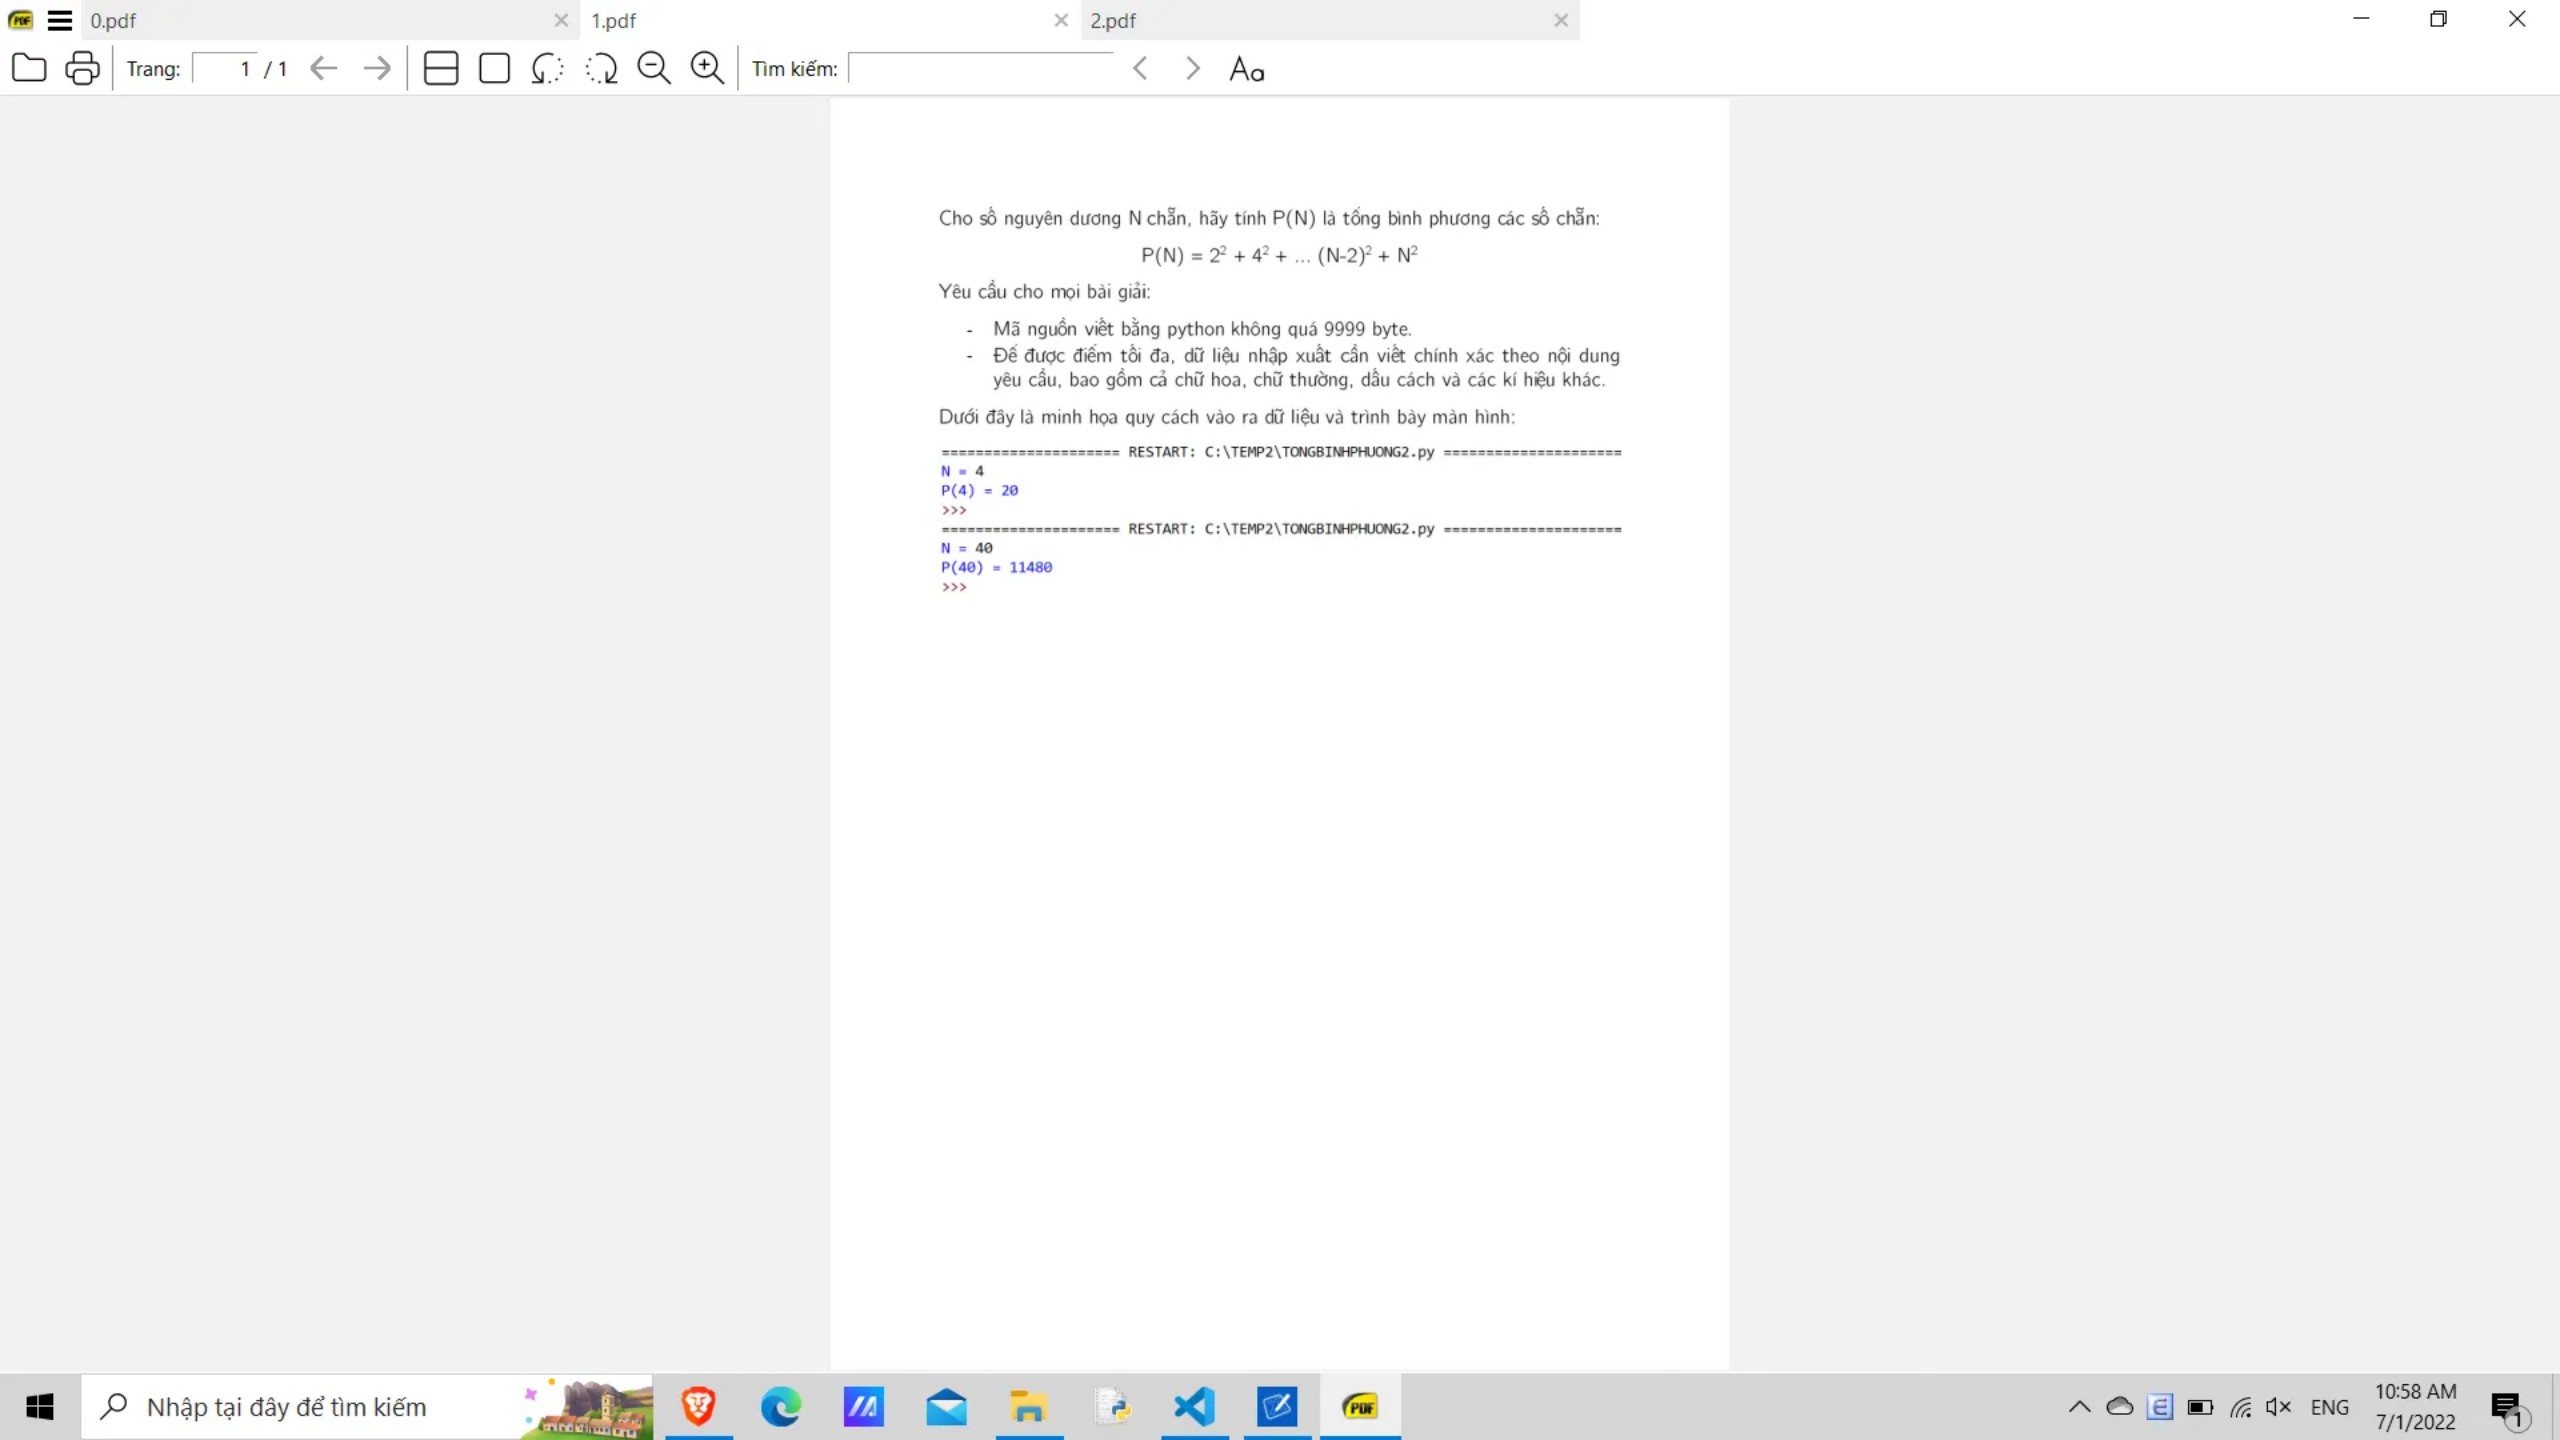 0.pdf
1.pdf
2.pdf
Trang: 1 / 1
Tìm kiếm:
Aa
Cho số nguyên dương N chẵn, hãy tính P(N) là tổng bình phương các số chẵn:
P(N) = 2² + 4² + ... (N-2)² + N²
Yêu cầu cho mọi bài giải:
- Mã nguồn viết bằng python không quá 9999 byte.
- Để được điểm tối đa, dữ liệu nhập xuất cần viết chính xác theo nội dung
yêu cầu, bao gồm cả chữ hoa, chữ thường, dấu cách và các kí hiệu khác.
Dưới đây là minh họa quy cách vào ra dữ liệu và trình bày màn hình:
===================== RESTART: C:\TEMP2\TONGBINHPHUONG2.py =====================
N = 4
P(4) = 20
>>>
===================== RESTART: C:\TEMP2\TONGBINHPHUONG2.py =====================
N = 40
P(40) = 11480
>>>
Nhập tại đây để tìm kiếm
PDF
ENG
10:58 AM
7/1/2022
1